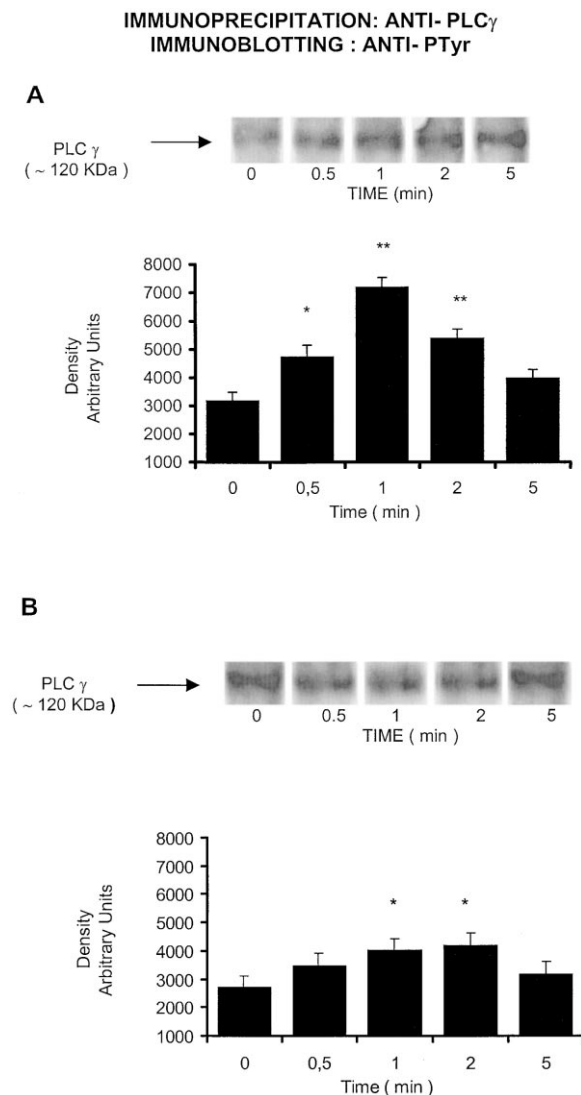 IMMUNOPRECIPITATION: ANTI- PLCγ
IMMUNOBLOTTING : ANTI- PTyr
A
PLC γ
( ~ 120 KDa )
0 0.5 1 2 5
TIME (min)
** 
* **
8000
7000
6000
5000
4000
3000
2000
1000
Density
Arbitrary Units
0 0,5 1 2 5
Time ( min )
B
PLC γ
( ~ 120 KDa )
0 0.5 1 2 5
TIME ( min )
* *
8000
7000
6000
5000
4000
3000
2000
1000
Density
Arbitrary Units
0 0,5 1 2 5
Time ( min )